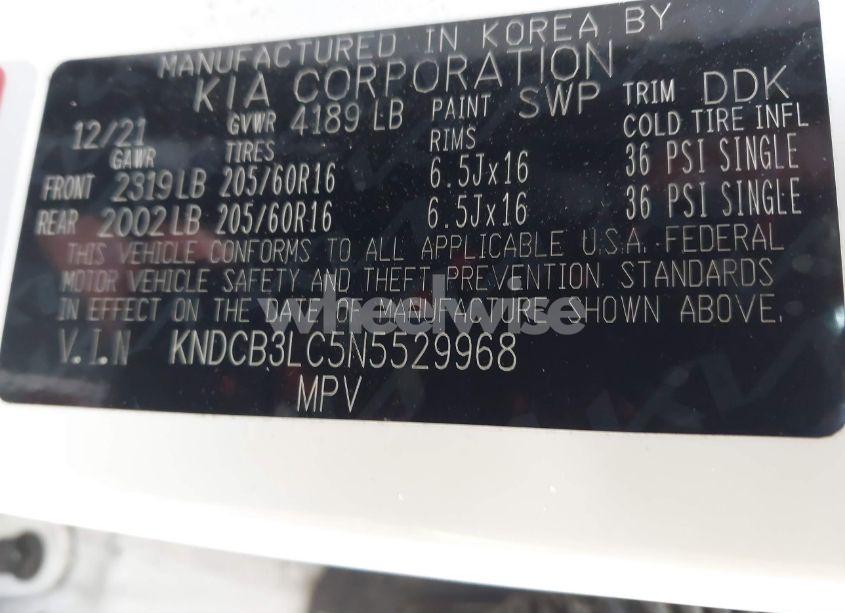 MANUFACTURED IN KOREA BY
KIA CORPORATION
12/21 GVWR 4189 LB PAINT SWP TRIM DDK
GAWR TIRES RIMS COLD TIRE INFL
FRONT 2319 LB 205/60R16 6.5Jx16 36 PSI SINGLE
REAR 2002 LB 205/60R16 6.5Jx16 36 PSI SINGLE
THIS VEHICLE CONFORMS TO ALL APPLICABLE U.S.A. FEDERAL
MOTOR VEHICLE SAFETY AND THEFT PREVENTION STANDARDS
IN EFFECT ON THE DATE OF MANUFACTURE SHOWN ABOVE.
wheelwise
V.I.N KNDCB3LC5N5529968
MPV